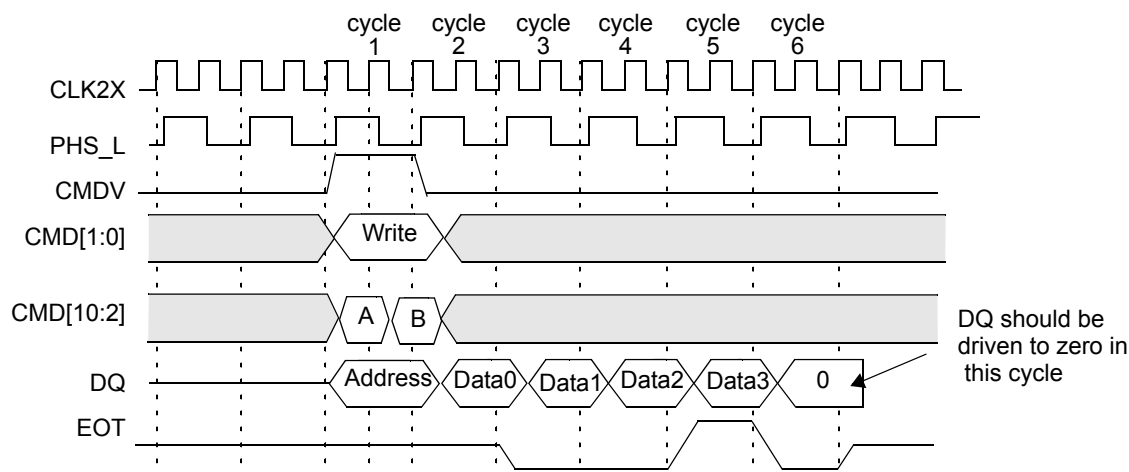 cycle cycle cycle cycle cycle cycle
1 2 3 4 5 6
CLK2X
PHS_L
CMDV
CMD[1:0] Write
CMD[10:2] A B
DQ should be
driven to zero in
this cycle
DQ Address Data0 Data1 Data2 Data3 0
EOT